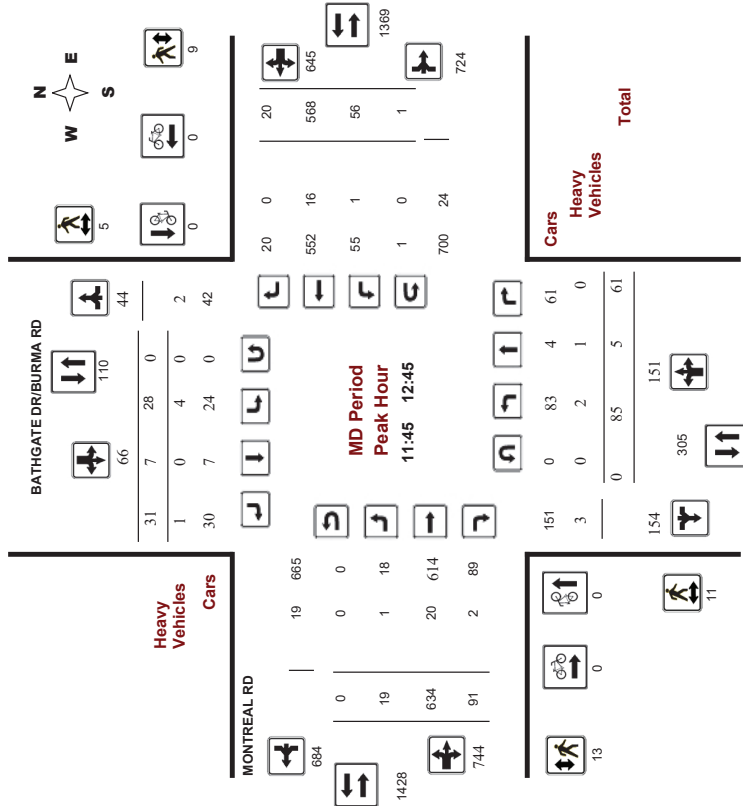 BATHGATE DR/BURMA RD
N
W E
S
5
9
0
0
66
110
44
31 7 28 0
1 0 4 0 2
30 7 24 0 42
Heavy
Vehicles
Cars
645
1369
724
20 0 20
552 16 568
55 1 56
1 0 1
700 24
MD Period
Peak Hour
11:45 12:45
MONTREAL RD
19 665
0 0 0
19 1 18
634 20 614
91 2 89
684
1428
744
Cars
Heavy
Vehicles
Total
151 0 83 4 61
3 0 2 1 0
0 85 5 61
154
305
151
0
0
13
11